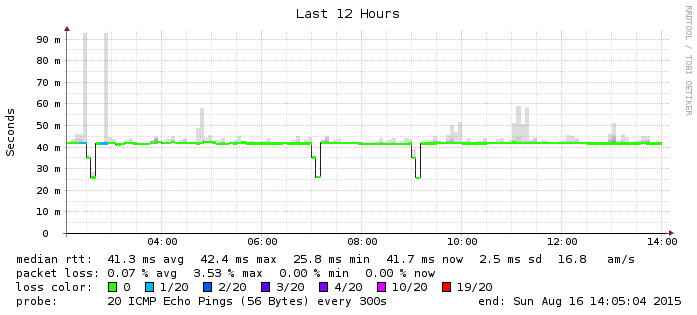 Last 12 Hours
RRDTOOL / TOBI OETIKER
Seconds
90 m
80 m
70 m
60 m
50 m
40 m
30 m
20 m
10 m
0
04:00 06:00 08:00 10:00 12:00 14:00
median rtt: 41.3 ms avg 42.4 ms max 25.8 ms min 41.7 ms now 2.5 ms sd 16.8 am/s
packet loss: 0.07 % avg 3.53 % max 0.00 % min 0.00 % now
loss color: 0 1/20 2/20 3/20 4/20 10/20 19/20
probe: 20 ICMP Echo Pings (56 Bytes) every 300s end: Sun Aug 16 14:05:04 2015